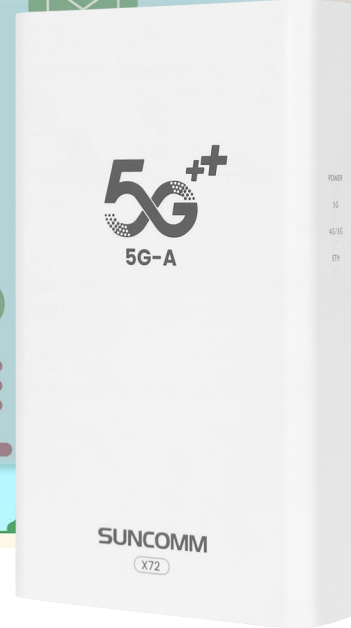 5G++
5G-A
POWER
5G
4G/3G
ETH
SUNCOMM
X72